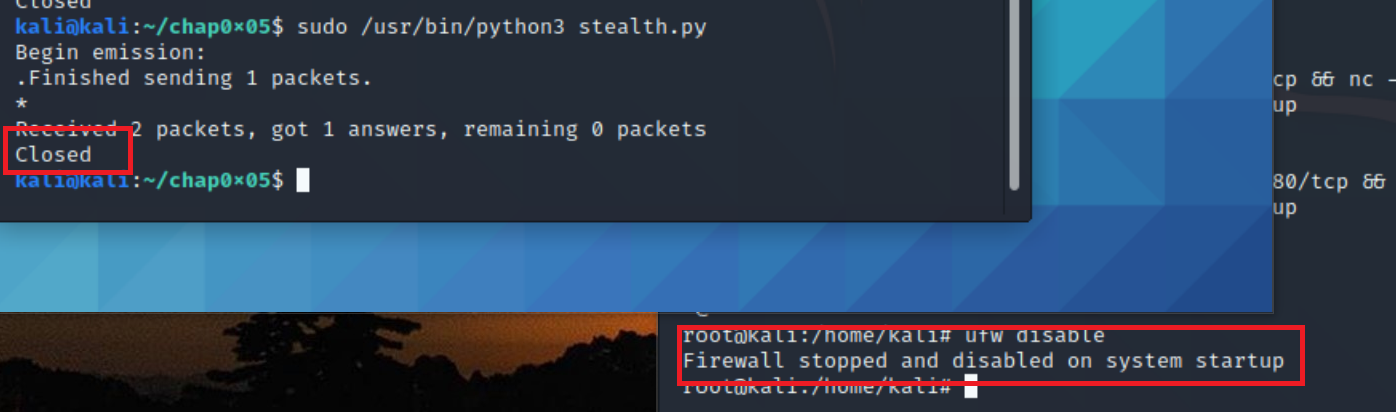 Closed
kali@kali:~/chap0×05$ sudo /usr/bin/python3 stealth.py
Begin emission:
.Finished sending 1 packets.
*
Received 2 packets, got 1 answers, remaining 0 packets
Closed
kali@kali:~/chap0×05$
cp && nc -
up
80/tcp &&
up
root@kali:/home/kali# ufw disable
Firewall stopped and disabled on system startup
root@kali:/home/kali#